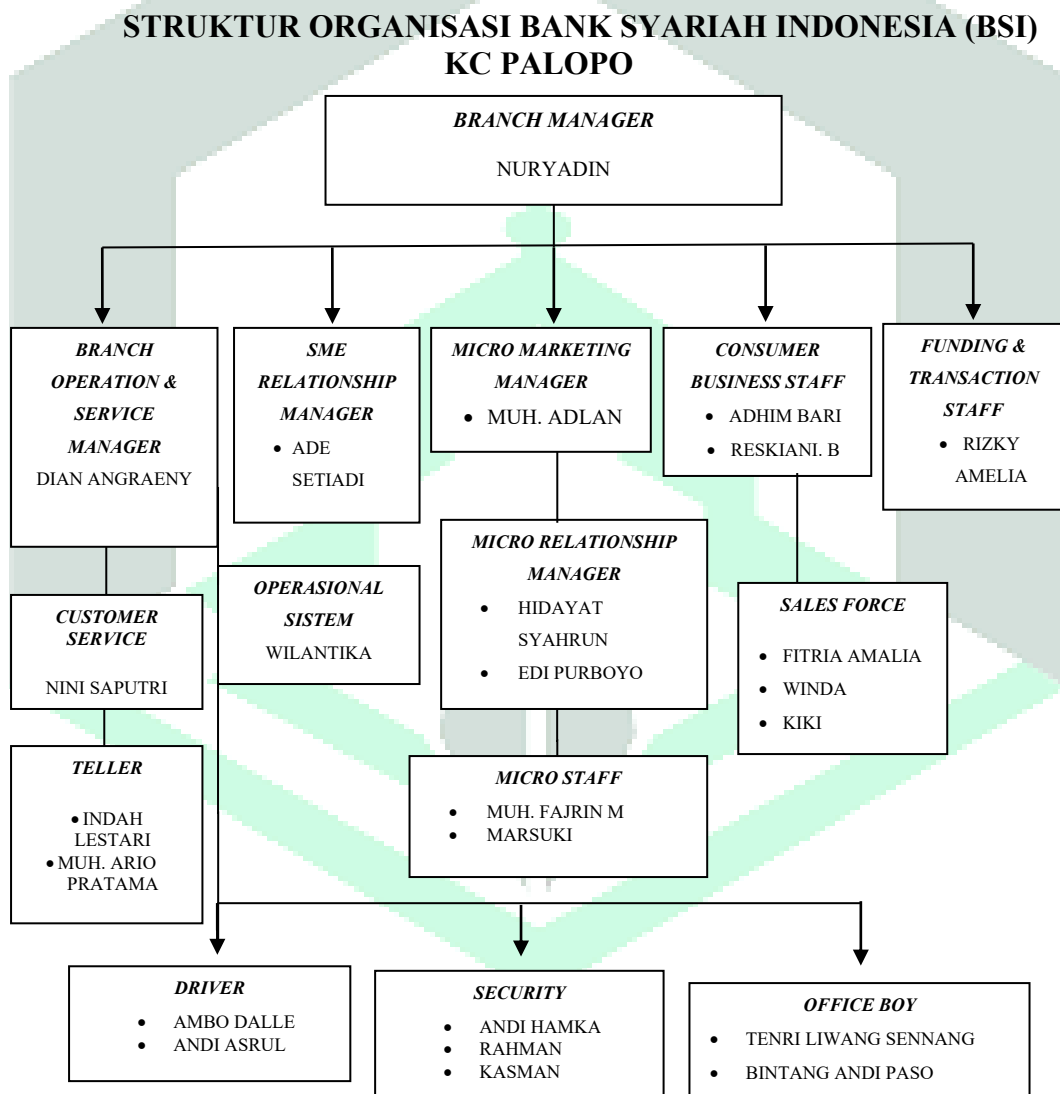 STRUKTUR ORGANISASI BANK SYARIAH INDONESIA (BSI)
KC PALOPO
BRANCH MANAGER
NURYADIN
BRANCH
OPERATION &
SERVICE
MANAGER
DIAN ANGRAENY
SME
RELATIONSHIP
MANAGER
• ADE
SETIADI
MICRO MARKETING
MANAGER
• MUH. ADLAN
CONSUMER
BUSINESS STAFF
• ADHIM BARI
• RESKIANI. B
FUNDING &
TRANSACTION
STAFF
• RIZKY
AMELIA
CUSTOMER
SERVICE
NINI SAPUTRI
OPERASIONAL
SISTEM
WILANTIKA
MICRO RELATIONSHIP
MANAGER
• HIDAYAT
SYAHRUN
• EDI PURBOYO
SALES FORCE
• FITRIA AMALIA
• WINDA
• KIKI
TELLER
• INDAH
LESTARI
• MUH. ARIO
PRATAMA
MICRO STAFF
• MUH. FAJRIN M
• MARSUKI
DRIVER
• AMBO DALLE
• ANDI ASRUL
SECURITY
• ANDI HAMKA
• RAHMAN
• KASMAN
OFFICE BOY
• TENRI LIWANG SENNANG
• BINTANG ANDI PASO